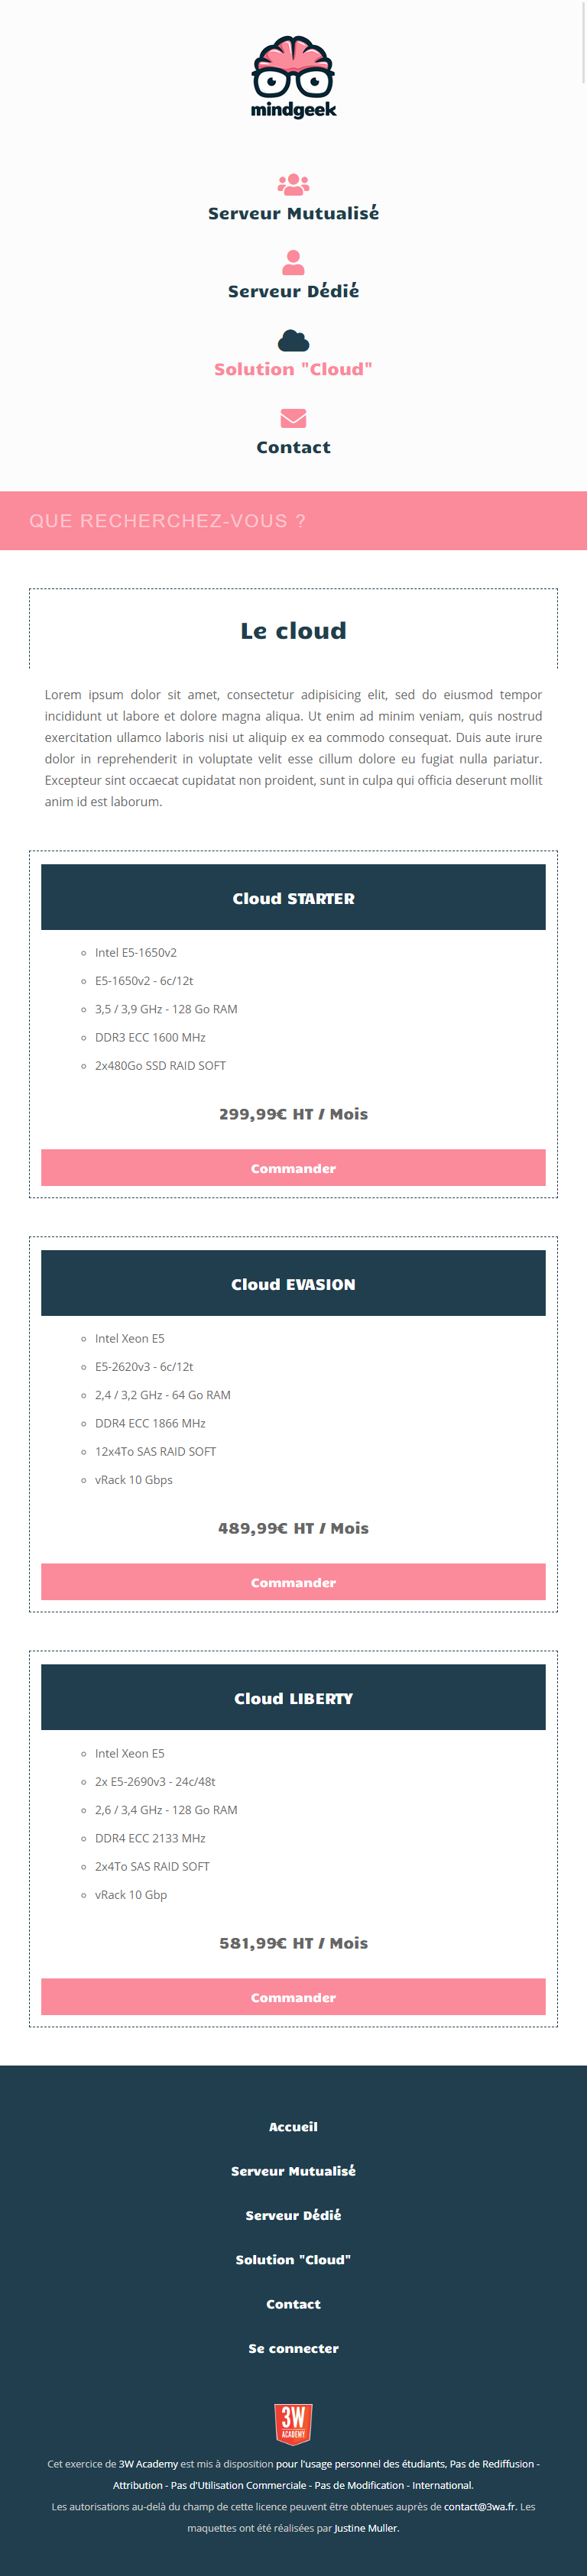 mindgeek
Serveur Mutualisé
Serveur Dédié
Solution "Cloud"
Contact
QUE RECHERCHEZ-VOUS ?
Le cloud
Lorem ipsum dolor sit amet, consectetur adipisicing elit, sed do eiusmod tempor
incididunt ut labore et dolore magna aliqua. Ut enim ad minim veniam, quis nostrud
exercitation ullamco laboris nisi ut aliquip ex ea commodo consequat. Duis aute irure
dolor in reprehenderit in voluptate velit esse cillum dolore eu fugiat nulla pariatur.
Excepteur sint occaecat cupidatat non proident, sunt in culpa qui officia deserunt mollit
anim id est laborum.
Cloud STARTER
Intel E5-1650v2
E5-1650v2 - 6c/12t
3,5 / 3,9 GHz - 128 Go RAM
DDR3 ECC 1600 MHz
2x480Go SSD RAID SOFT
299,99€ HT / Mois
Commander
Cloud EVASION
Intel Xeon E5
E5-2620v3 - 6c/12t
2,4 / 3,2 GHz - 64 Go RAM
DDR4 ECC 1866 MHz
12x4To SAS RAID SOFT
vRack 10 Gbps
489,99€ HT / Mois
Commander
Cloud LIBERTY
Intel Xeon E5
2x E5-2690v3 - 24c/48t
2,6 / 3,4 GHz - 128 Go RAM
DDR4 ECC 2133 MHz
2x4To SAS RAID SOFT
vRack 10 Gbp
581,99€ HT / Mois
Commander
Accueil
Serveur Mutualisé
Serveur Dédié
Solution "Cloud"
Contact
Se connecter
3W
ACADEMY
Cet exercice de 3W Academy est mis à disposition pour l'usage personnel des étudiants, Pas de Rediffusion -
Attribution - Pas d'Utilisation Commerciale - Pas de Modification - International.
Les autorisations au-delà du champ de cette licence peuvent être obtenues auprès de contact@3wa.fr. Les
maquettes ont été réalisées par Justine Muller.